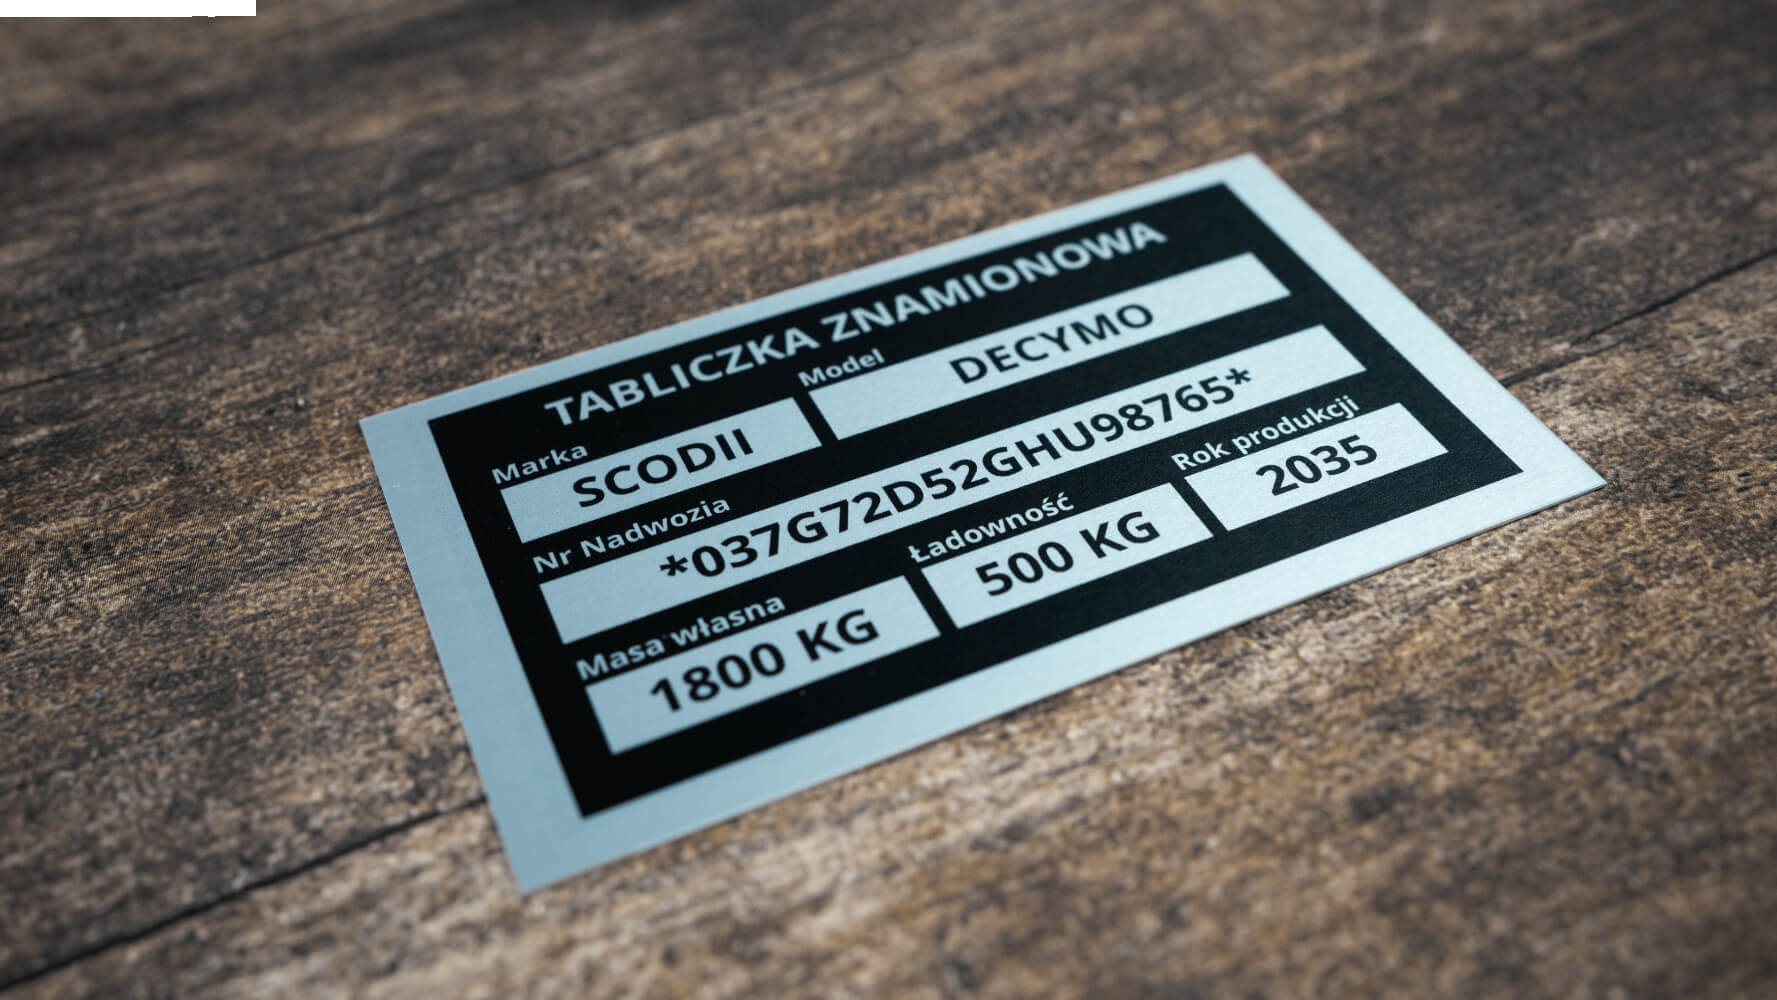 TABLICZKA ZNAMIONOWA
Marka Model
SCODII DECYMO
Nr Nadwozia
*037G72D52GHU98765*
Masa własna Ładowność Rok produkcji
1800 KG 500 KG 2035